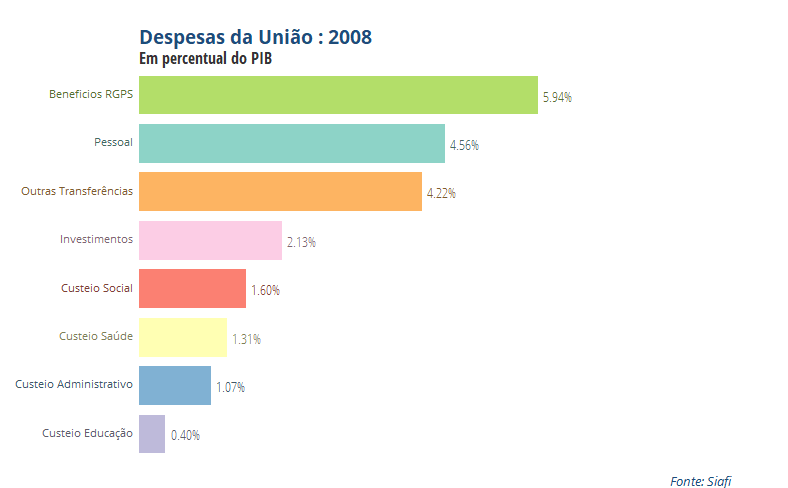 Despesas da União : 2008
Em percentual do PIB
Beneficios RGPS 5.94%
Pessoal 4.56%
Outras Transferências 4.22%
Investimentos 2.13%
Custeio Social 1.60%
Custeio Saúde 1.31%
Custeio Administrativo 1.07%
Custeio Educação 0.40%
Fonte: Siafi